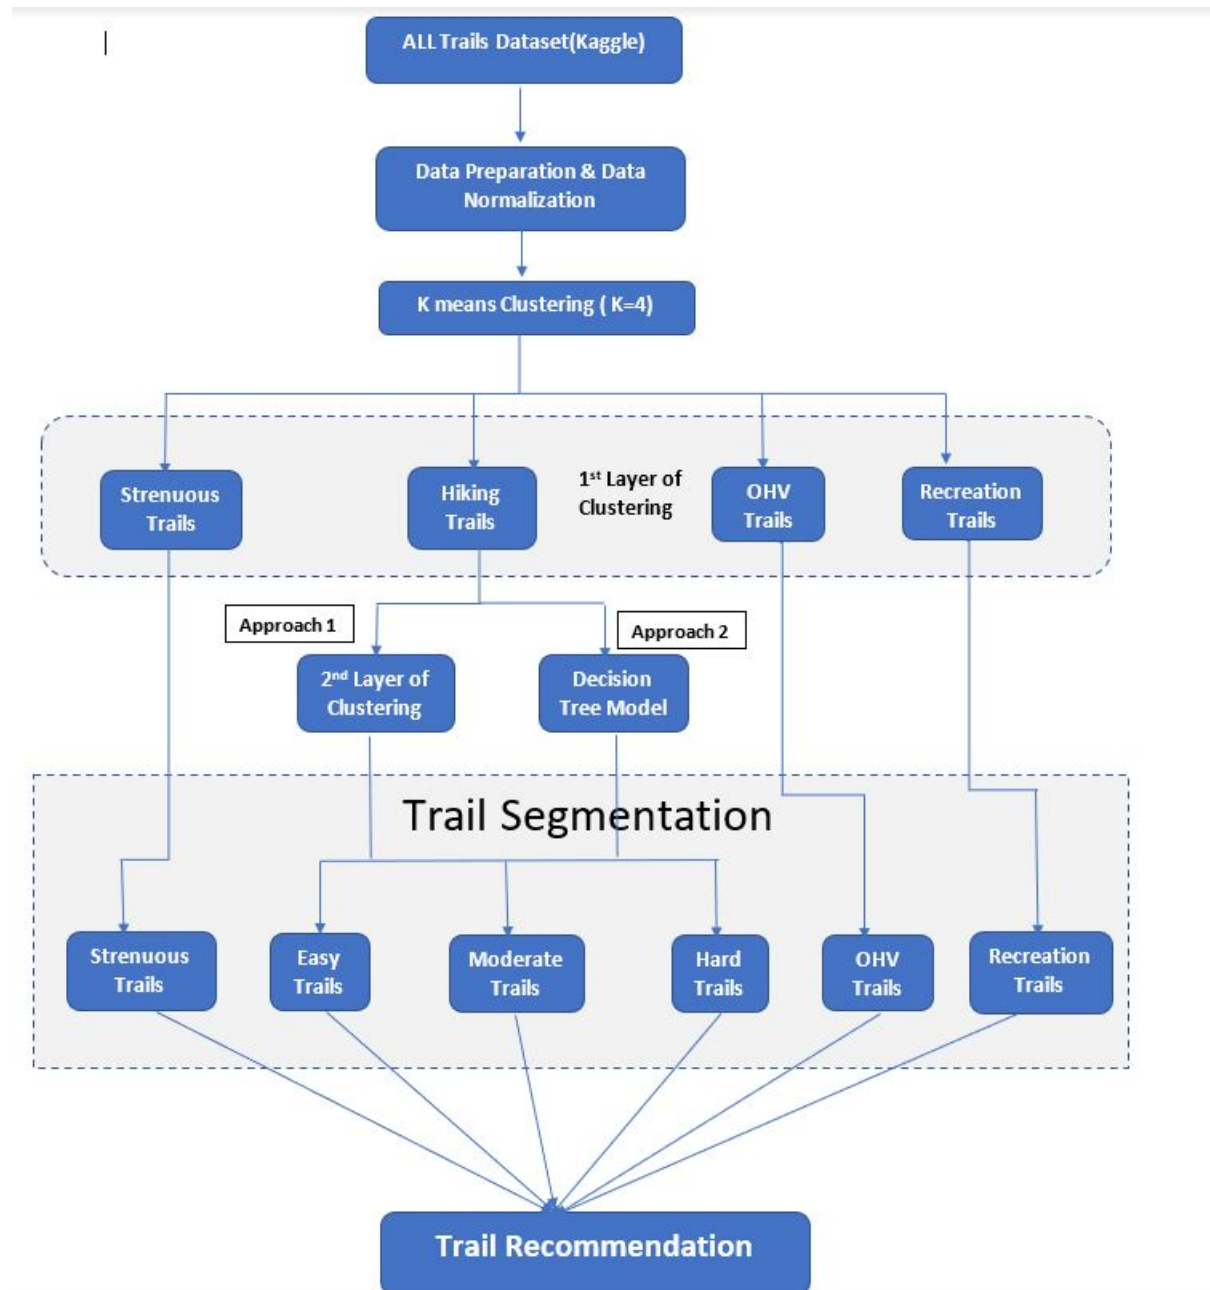 ALL Trails Dataset(Kaggle)
Data Preparation & Data
Normalization
K means Clustering ( K=4)
Strenuous
Trails
Hiking
Trails
1st Layer of
Clustering
OHV
Trails
Recreation
Trails
Approach 1
Approach 2
2nd Layer of
Clustering
Decision
Tree Model
Trail Segmentation
Strenuous
Trails
Easy
Trails
Moderate
Trails
Hard
Trails
OHV
Trails
Recreation
Trails
Trail Recommendation